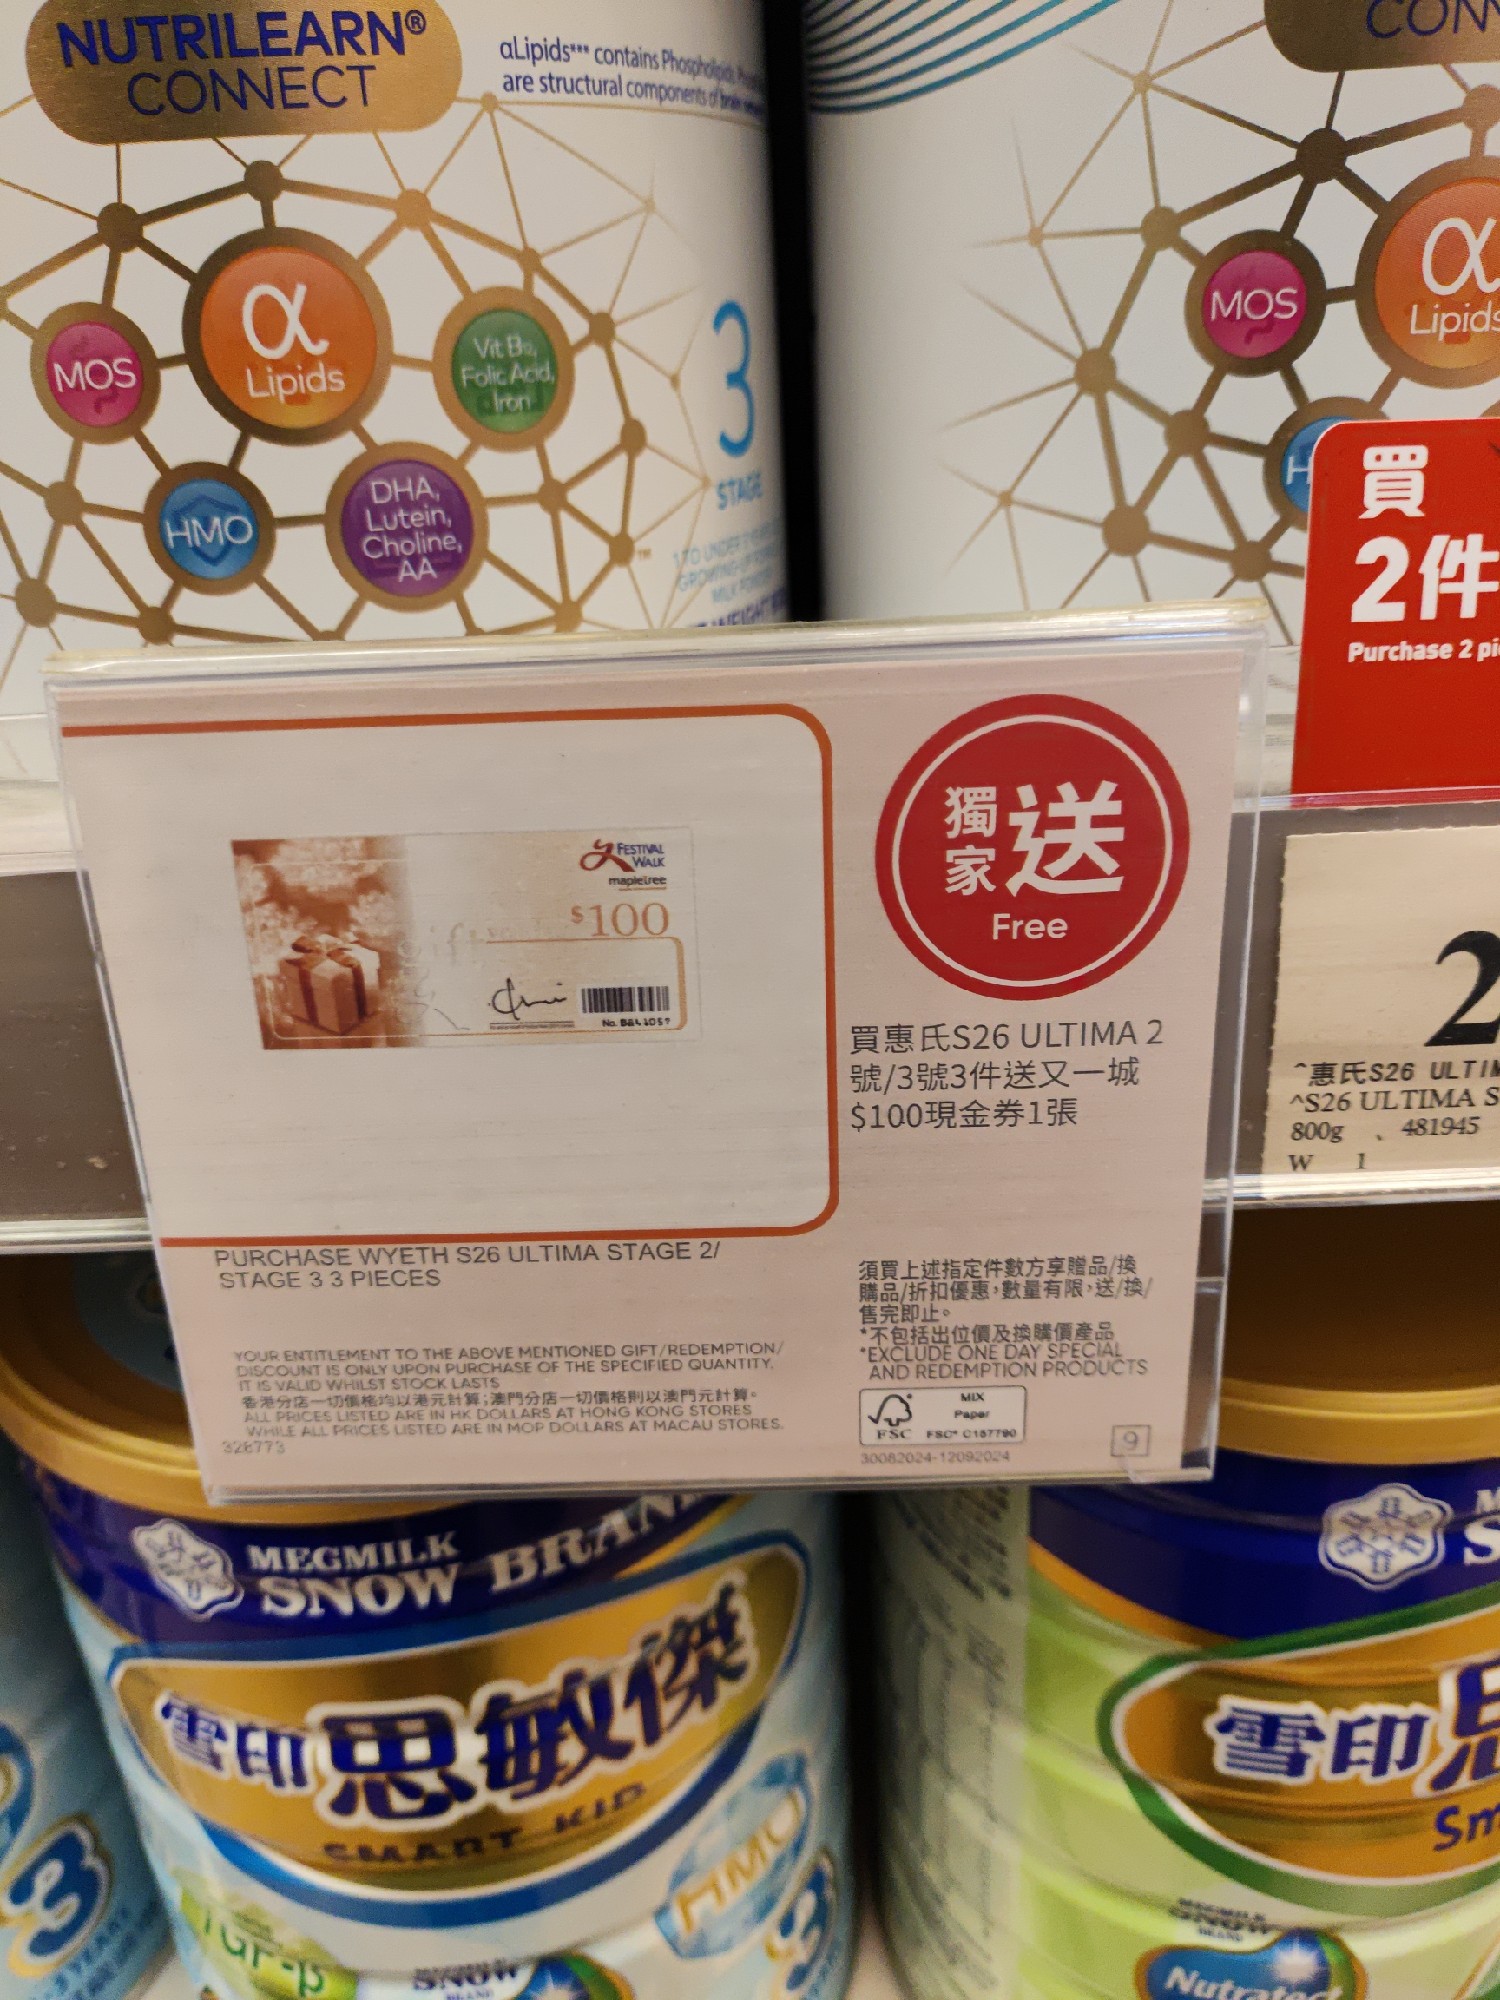 NUTRILEARN®
CONNECT
αLipids*** contains
are structural components of
MOS
α
Lipids
Vit B₁₂,
Folic Acid,
Iron
HMO
DHA,
Lutein,
Choline,
AA
3
STAGE
MOS
α
Lipids
買
2件
Purchase 2
FESTIVAL
WALK
mapletree
$100
獨家送
Free
買惠氏S26 ULTIMA 2
號/3號3件送又一城
$100現金券1張
PURCHASE WYETH S26 ULTIMA STAGE 2/
STAGE 3 3 PIECES
須買上述指定件數方享贈品/換
購品/折扣優惠,數量有限,送/換/
售完即止。
*不包括出位價及換購價產品
*EXCLUDE ONE DAY SPECIAL
AND REDEMPTION PRODUCTS
YOUR ENTITLEMENT TO THE ABOVE MENTIONED GIFT/REDEMPTION/
DISCOUNT IS ONLY UPON PURCHASE OF THE SPECIFIED QUANTITY.
IT IS VALID WHILST STOCK LASTS
香港分店一切價格均以港元計算;澳門分店一切價格則以澳門元計算。
ALL PRICES LISTED ARE IN HK DOLLARS AT HONG KONG STORES
WHILE ALL PRICES LISTED ARE IN MOP DOLLARS AT MACAU STORES.
328773
FSC
MIX
Paper
FSC® C157790
30082024-12092024
9
2
^惠氏S26 ULTIM
^S26 ULTIMA S
800g 、 481945
W 1
MEGMILK
SNOW BRAND
雪印思敏傑
SMART KID
HMO
3
SNOW
BRAND
雪印
3